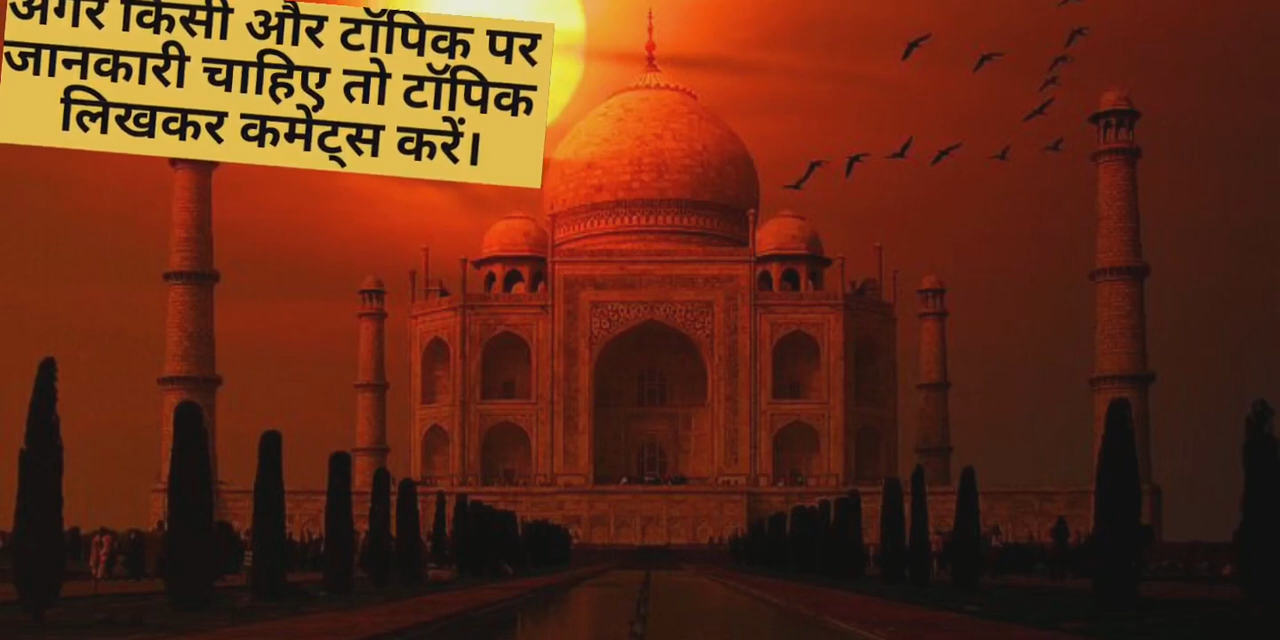 अगर किसी और टॉपिक पर
जानकारी चाहिए तो टॉपिक
लिखकर कमेंट्स करें।